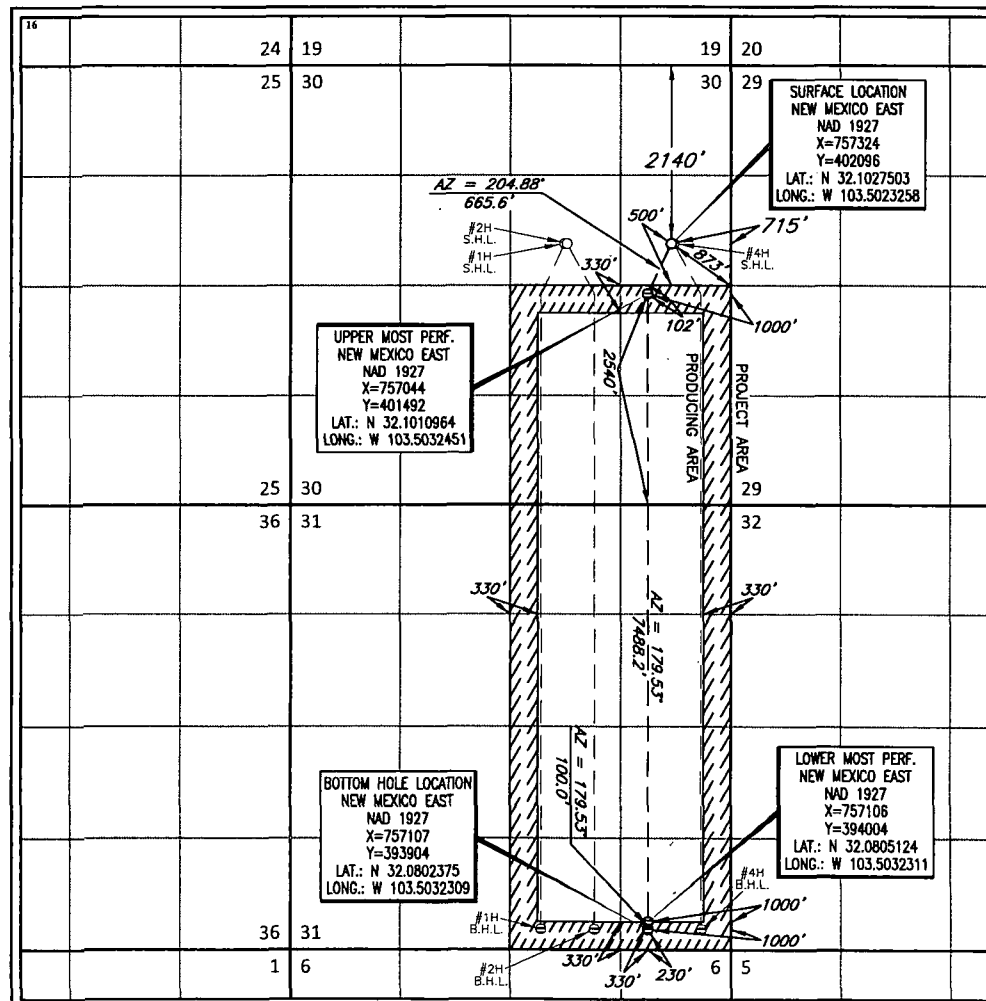 16
24 19
19 20
25 30
30 29
SURFACE LOCATION
NEW MEXICO EAST
NAD 1927
X=757324
Y=402096
LAT.: N 32.1027503
LONG.: W 103.5023258
2140'
AZ = 204.88°
665.6'
500'
715'
#2H
S.H.L.
#1H
S.H.L.
#4H
S.H.L.
873'
330'
102'
1000'
UPPER MOST PERF.
NEW MEXICO EAST
NAD 1927
X=757044
Y=401492
LAT.: N 32.1010964
LONG.: W 103.5032451
2540'
PRODUCING AREA
PROJECT AREA
25 30
29
36 31
32
330'
330'
AZ = 179.53°
7488.2'
AZ = 179.53°
100.0'
BOTTOM HOLE LOCATION
NEW MEXICO EAST
NAD 1927
X=757107
Y=393904
LAT.: N 32.0802375
LONG.: W 103.5032309
LOWER MOST PERF.
NEW MEXICO EAST
NAD 1927
X=757106
Y=394004
LAT.: N 32.0805124
LONG.: W 103.5032311
#4H
B.H.L.
1000'
#1H
B.H.L.
36 31
1000'
1 6
#2H
B.H.L.
330'
330'
230'
6 5